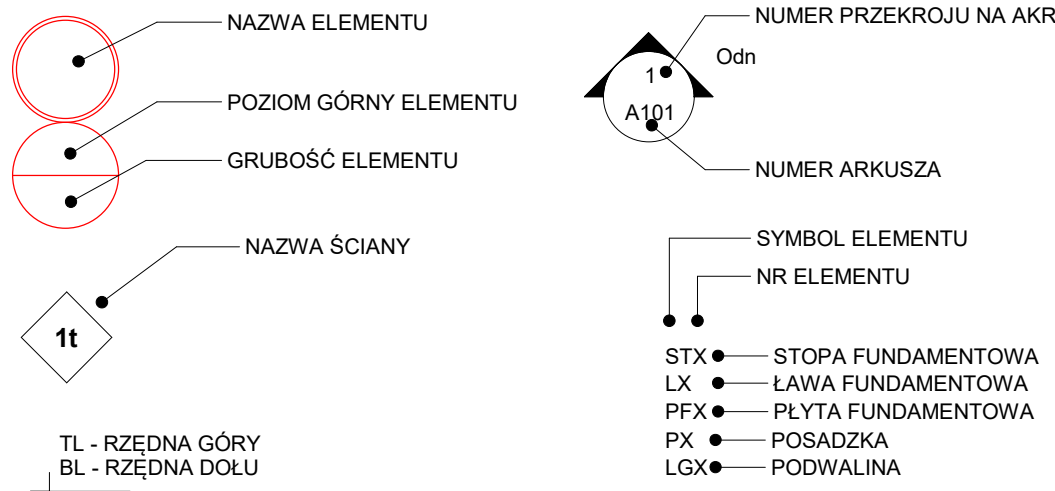 NAZWA ELEMENTU
POZIOM GÓRNY ELEMENTU
GRUBOŚĆ ELEMENTU
NAZWA ŚCIANY
1t
TL - RZĘDNA GÓRY
BL - RZĘDNA DOŁU
NUMER PRZEKROJU NA AKR
Odn
1
A101
NUMER ARKUSZA
SYMBOL ELEMENTU
NR ELEMENTU
STX STOPA FUNDAMENTOWA
LX ŁAWA FUNDAMENTOWA
PFX PŁYTA FUNDAMENTOWA
PX POSADZKA
LGX PODWALINA